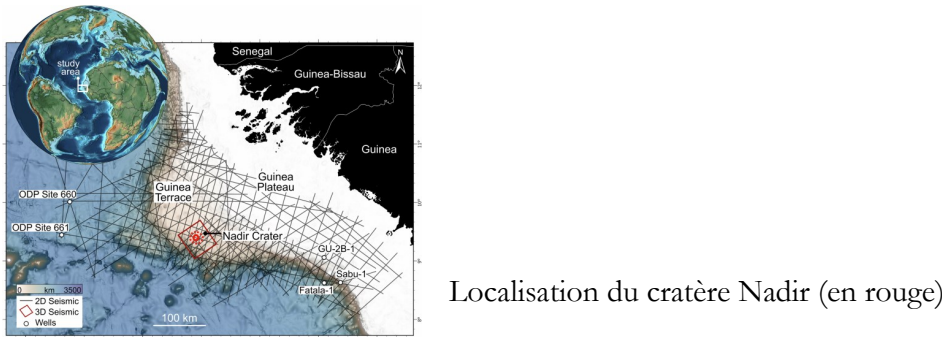 Senegal
N
study
area
Guinea-Bissau
Guinea
Guinea
Plateau
Guinea
Terrace
ODP Site 660
ODP Site 661
Nadir Crater
GU-2B-1
Sabu-1
Fatala-1
0 km 3500
2D Seismic
3D Seismic
Wells
100 km
Localisation du cratère Nadir (en rouge)